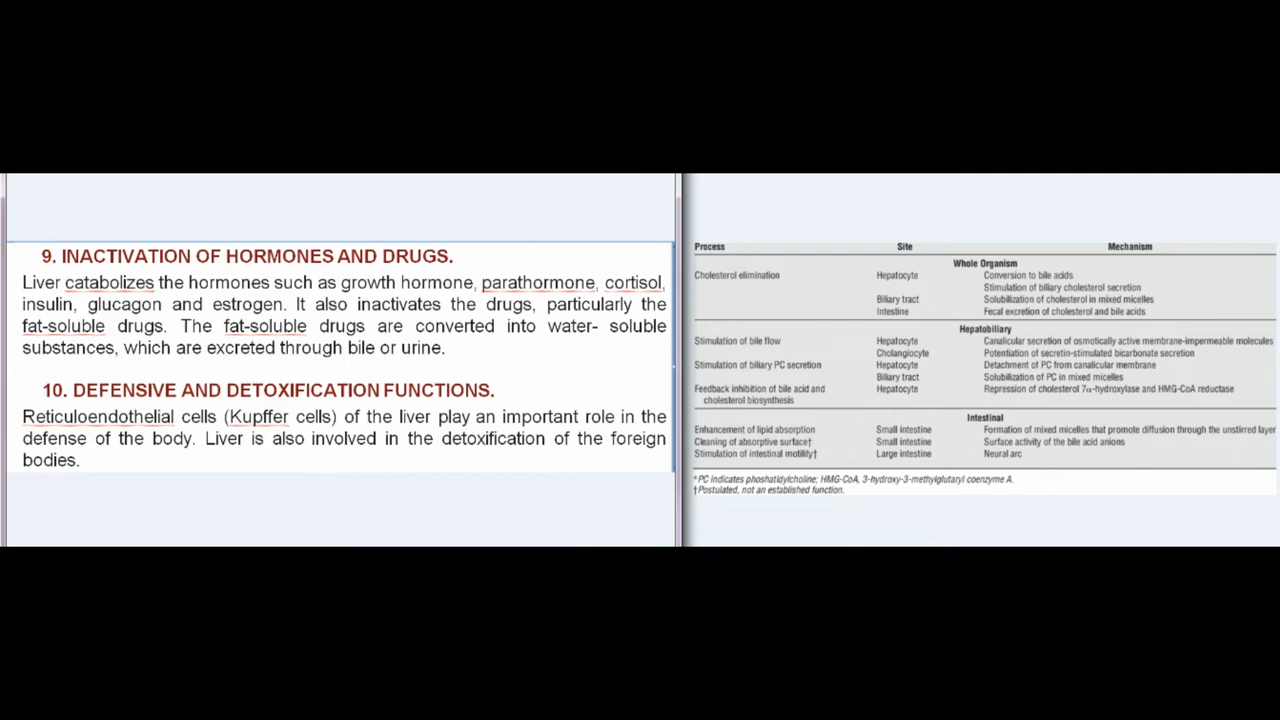 9. INACTIVATION OF HORMONES AND DRUGS.
Liver catabolizes the hormones such as growth hormone, parathormone, cortisol,
insulin, glucagon and estrogen. It also inactivates the drugs, particularly the
fat-soluble drugs. The fat-soluble drugs are converted into water- soluble
substances, which are excreted through bile or urine.
10. DEFENSIVE AND DETOXIFICATION FUNCTIONS.
Reticuloendothelial cells (Kupffer cells) of the liver play an important role in the
defense of the body. Liver is also involved in the detoxification of the foreign
bodies.
Process Site Mechanism
Whole Organism
Cholesterol elimination Hepatocyte Conversion to bile acids
Stimulation of biliary cholesterol secretion
Biliary tract Solubilization of cholesterol in mixed micelles
Intestine Fecal excretion of cholesterol and bile acids
Hepatobiliary
Stimulation of bile flow Hepatocyte Canalicular secretion of osmotically active membrane-impermeable molecules
Cholangiocyte Potentiation of secretin-stimulated bicarbonate secretion
Stimulation of biliary PC secretion Hepatocyte Detachment of PC from canalicular membrane
Biliary tract Solubilization of PC in mixed micelles
Feedback inhibition of bile acid and Hepatocyte Repression of cholesterol 7α-hydroxylase and HMG-CoA reductase
cholesterol biosynthesis
Intestinal
Enhancement of lipid absorption Small intestine Formation of mixed micelles that promote diffusion through the unstirred layer
Cleaning of absorptive surface† Small intestine Surface activity of the bile acid anions
Stimulation of intestinal motility† Large intestine Neural arc
*PC indicates phoshatidylcholine; HMG-CoA, 3-hydroxy-3-methylglutaryl coenzyme A.
†Postulated, not an established function.